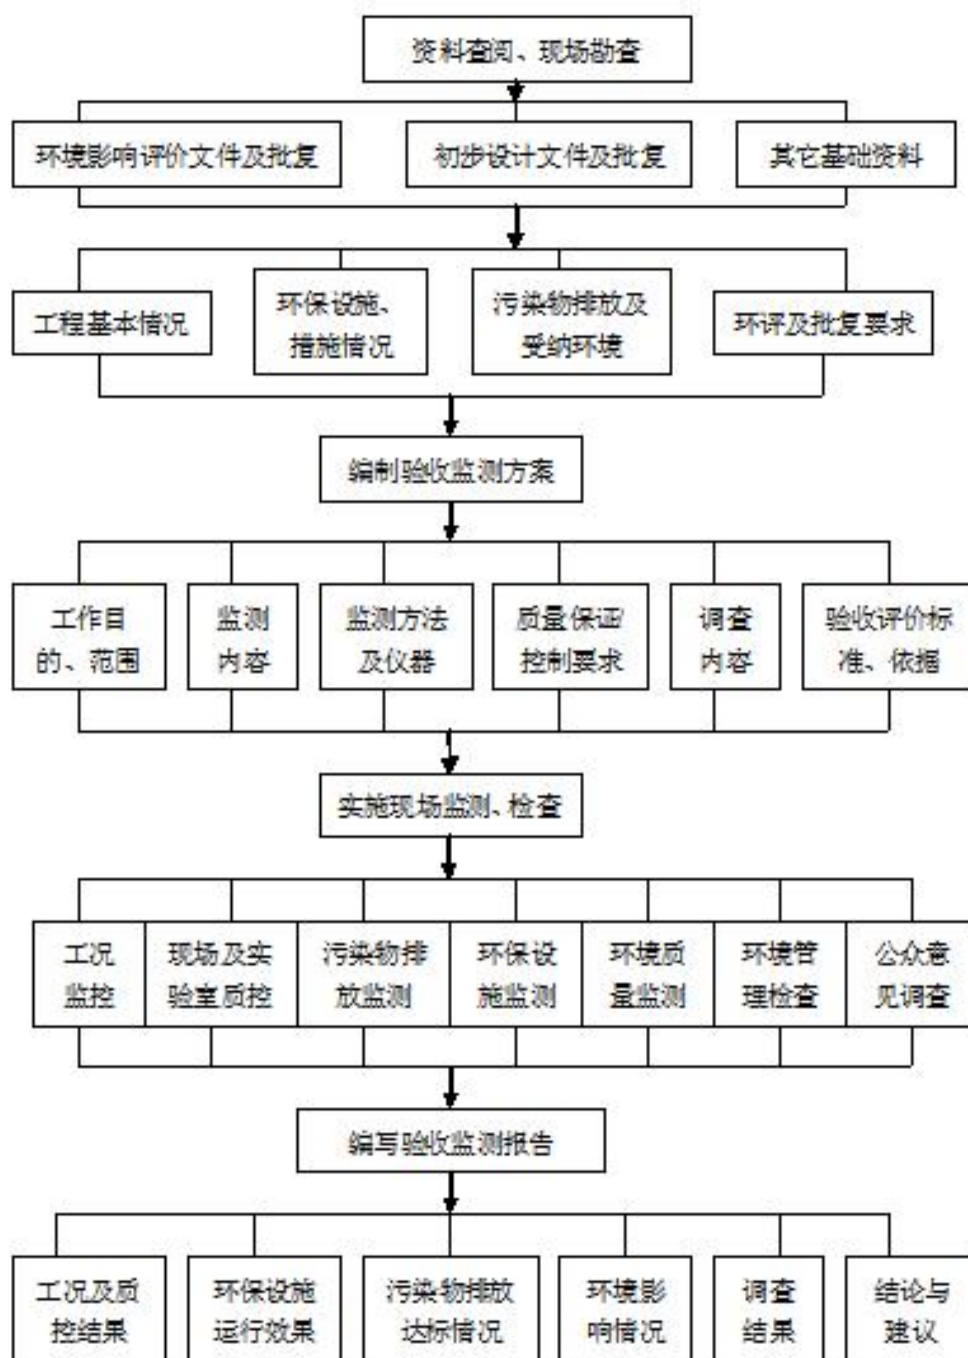 资料查阅、现场勘查
环境影响评价文件及批复
初步设计文件及批复
其它基础资料
工程基本情况
环保设施、
措施情况
污染物排放及
受纳环境
环评及批复要求
编制验收监测方案
工作目
的、范围
监测
内容
监测方法
及仪器
质量保证/
控制要求
调查
内容
验收评价标
准、依据
实施现场监测、检查
工况
监控
现场及实
验室质控
污染物排
放监测
环保设
施监测
环境质
量监测
环境管
理检查
公众意
见调查
编写验收监测报告
工况及质
控结果
环保设施
运行效果
污染物排放
达标情况
环境影
响情况
调查
结果
结论与
建议